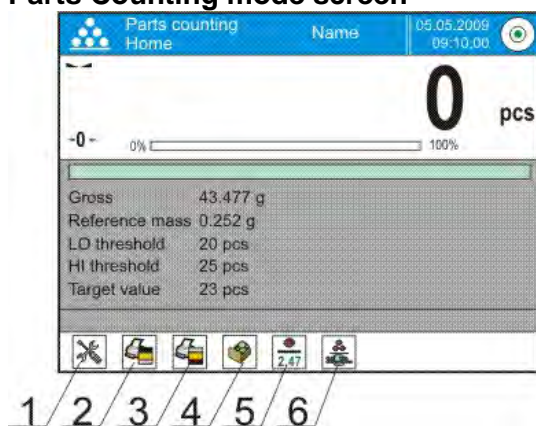 Parts Counting mode screen
Parts counting Name 05.05.2009
Home 09:10,00
0 pcs
-0- 0% 100%
Gross 43.477 g
Reference mass 0.252 g
LO threshold 20 pcs
HI threshold 25 pcs
Target value 23 pcs
2.47
1 2 3 4 5 6